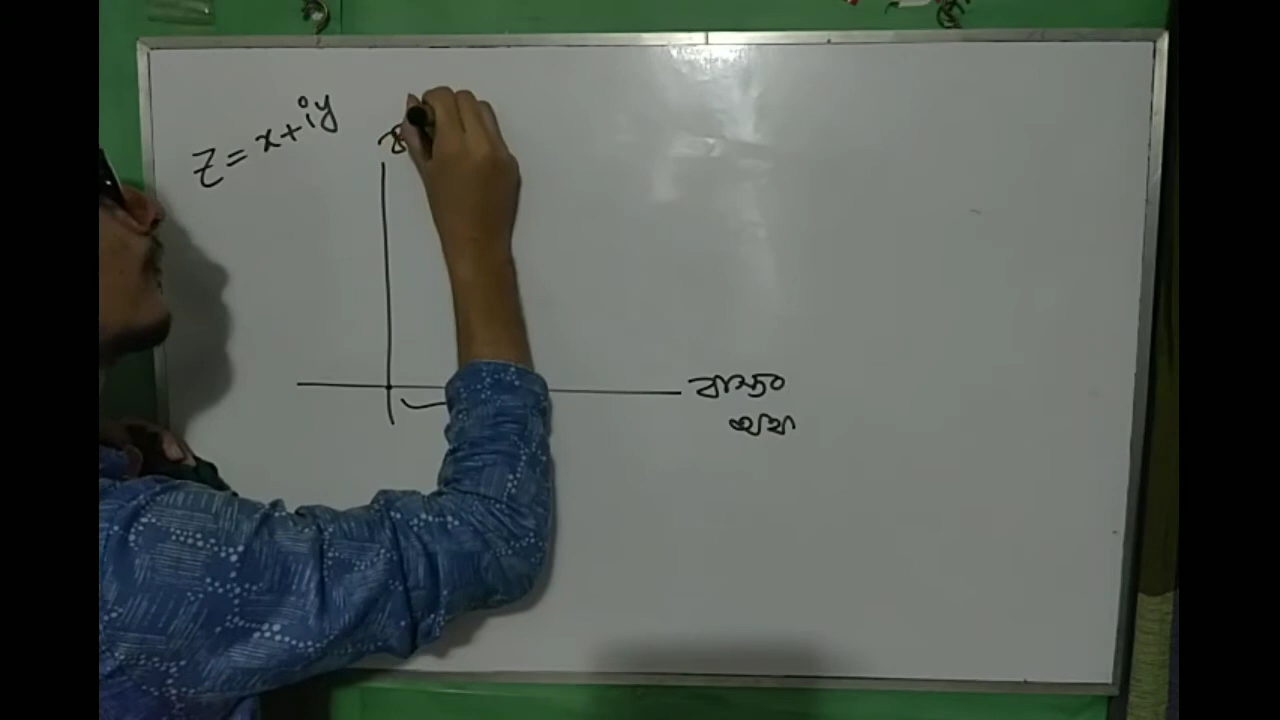 z = x + iy
বাস্তব
অক্ষ